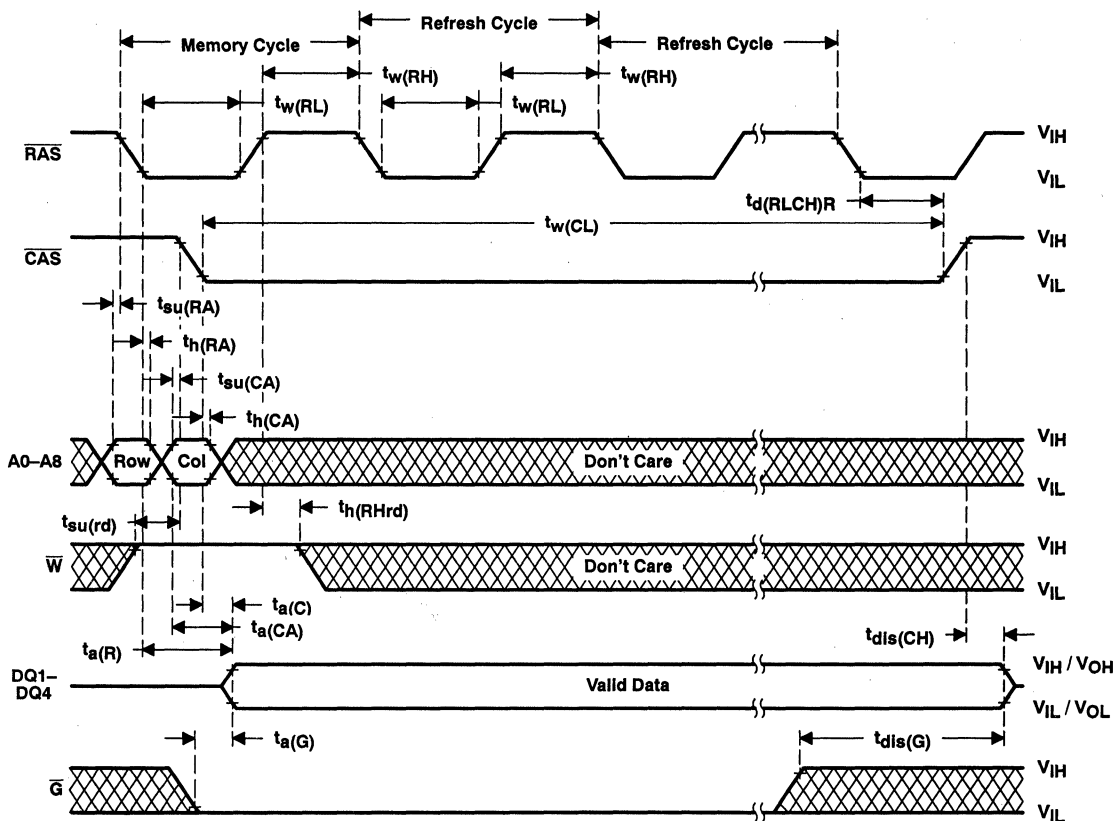 Memory Cycle
Refresh Cycle
Refresh Cycle
tw(RH)
tw(RH)
tw(RL)
tw(RL)
RAS
VIH
VIL
td(RLCH)R
tw(CL)
CAS
VIH
VIL
tsu(RA)
th(RA)
tsu(CA)
th(CA)
A0–A8
Row
Col
Don't Care
VIH
VIL
tsu(rd)
th(RHrd)
W
Don't Care
VIH
VIL
ta(C)
ta(CA)
ta(R)
tdis(CH)
DQ1–
DQ4
Valid Data
VIH / VOH
VIL / VOL
ta(G)
tdis(G)
G
VIH
VIL